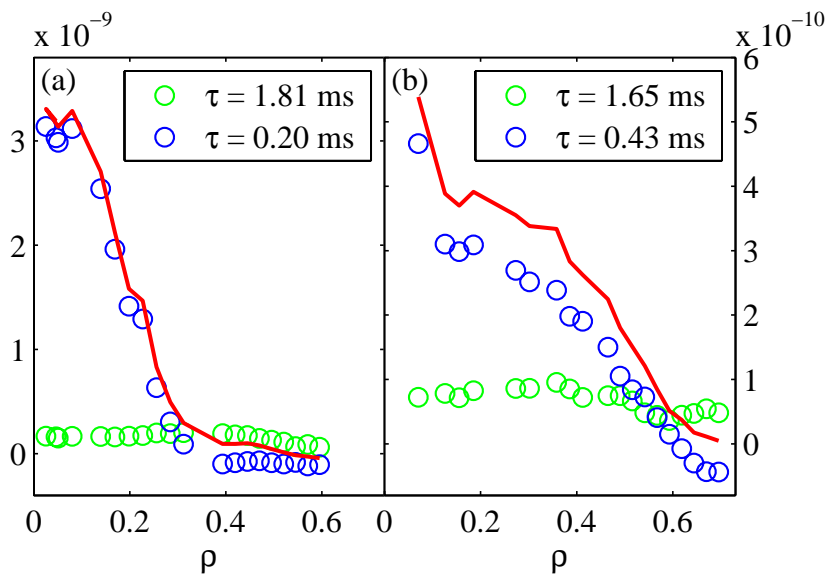 x 10⁻⁹
6 x 10⁻¹⁰
(a)
τ = 1.81 ms
τ = 0.20 ms
(b)
τ = 1.65 ms
τ = 0.43 ms
3
2
1
0
5
4
3
2
1
0
0 0.2 0.4 0.6
0 0.2 0.4 0.6
ρ
ρ